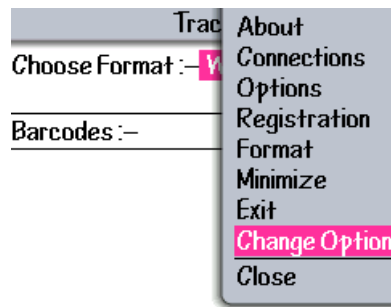 Trac
Choose Format :-
Barcodes :-
About
Connections
Options
Registration
Format
Minimize
Exit
Change Option
Close